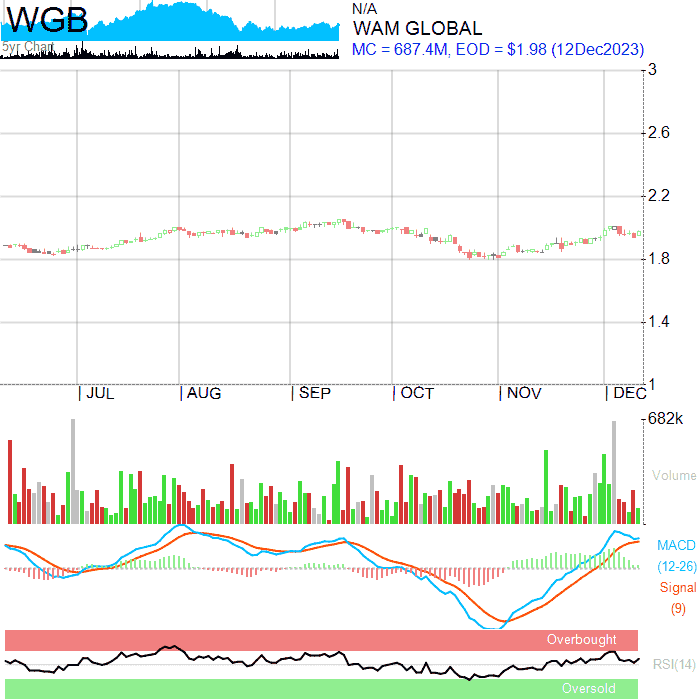 WGB
5yr Chart
N/A
WAM GLOBAL
MC = 687.4M, EOD = $1.98 (12Dec2023)
3
2.6
2.2
1.8
1.4
1
JUL AUG SEP OCT NOV DEC
682k
Volume
MACD
(12-26)
Signal
(9)
Overbought
RSI(14)
Oversold